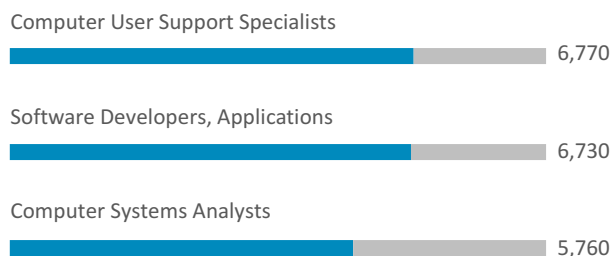 Computer User Support Specialists
6,770
Software Developers, Applications
6,730
Computer Systems Analysts
5,760